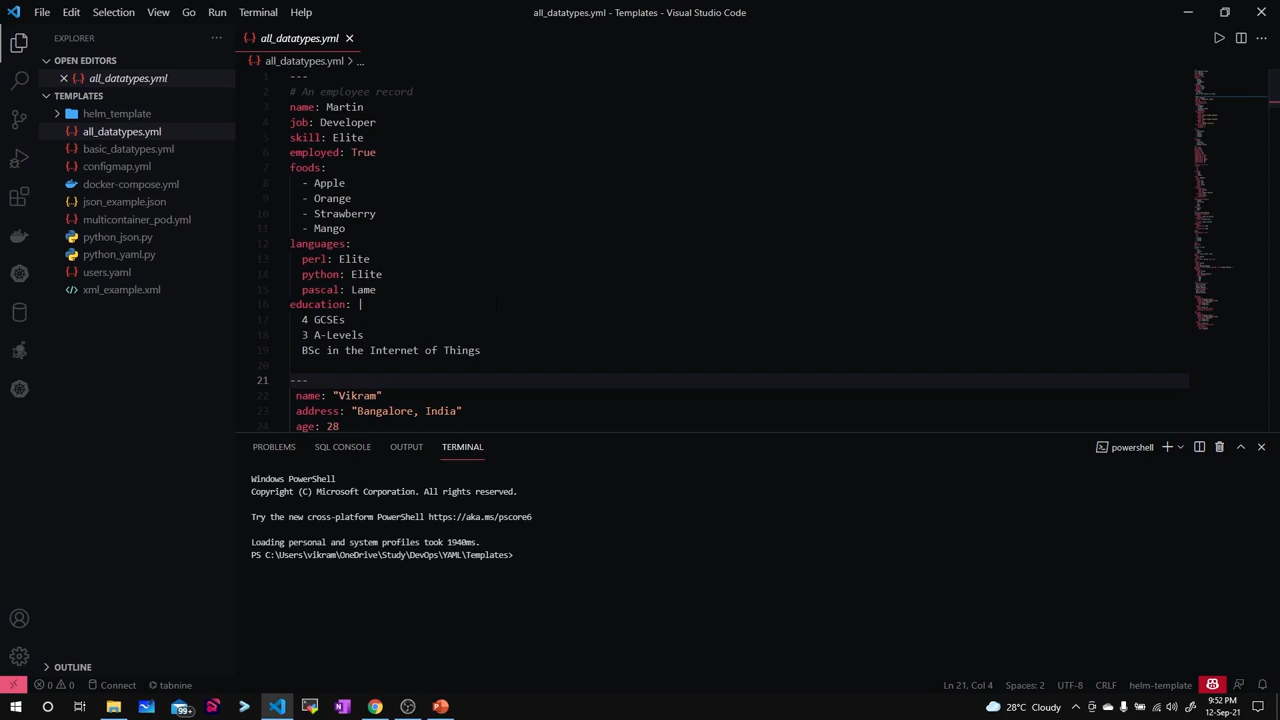 File Edit Selection View Go Run Terminal Help
all_datatypes.yml - Templates - Visual Studio Code
EXPLORER
OPEN EDITORS
all_datatypes.yml
TEMPLATES
helm_template
all_datatypes.yml
basic_datatypes.yml
configmap.yml
docker-compose.yml
json_example.json
multicontainer_pod.yml
python_json.py
python_yaml.py
users.yaml
xml_example.xml
OUTLINE
all_datatypes.yml
all_datatypes.yml > ...
1 ---
2 # An employee record
3 name: Martin
4 job: Developer
5 skill: Elite
6 employed: True
7 foods:
8 - Apple
9 - Orange
10 - Strawberry
11 - Mango
12 languages:
13 perl: Elite
14 python: Elite
15 pascal: Lame
16 education: |
17 4 GCSEs
18 3 A-Levels
19 BSc in the Internet of Things
20
21 ---
22 name: "Vikram"
23 address: "Bangalore, India"
24 age: 28
PROBLEMS SQL CONSOLE OUTPUT TERMINAL
powershell
Windows PowerShell
Copyright (C) Microsoft Corporation. All rights reserved.
Try the new cross-platform PowerShell https://aka.ms/pscore6
Loading personal and system profiles took 1940ms.
PS C:\Users\vikram\OneDrive\Study\DevOps\YAML\Templates>
0 0 Connect tabnine
Ln 21, Col 4 Spaces: 2 UTF-8 CRLF helm-template
99+
28°C Cloudy
9:52 PM
12-Sep-21